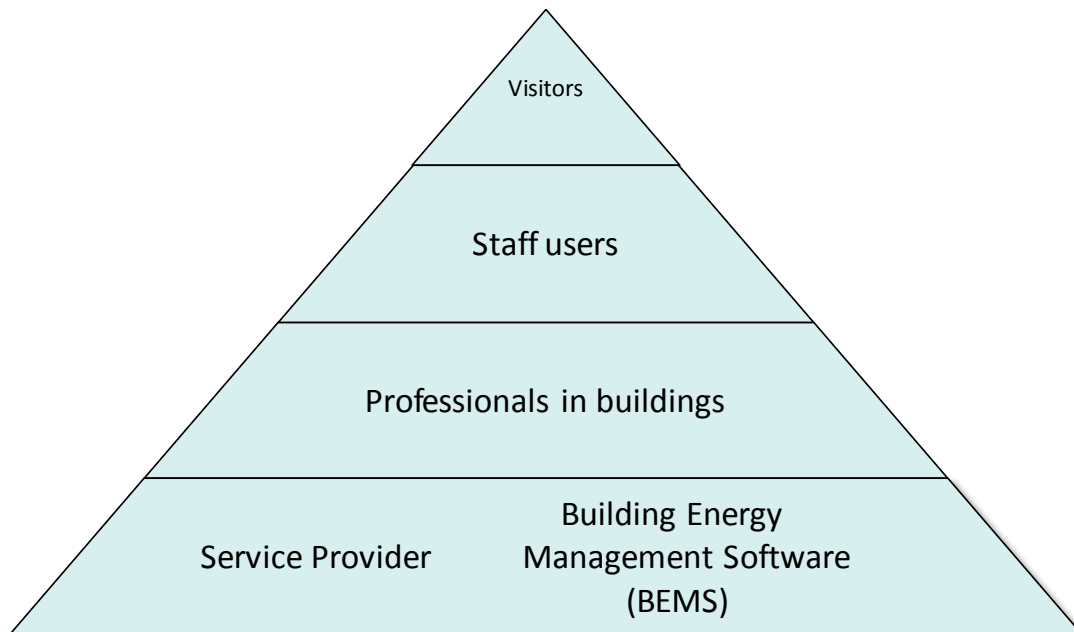 Visitors
Staff users
Professionals in buildings
Service Provider
Building Energy
Management Software
(BEMS)